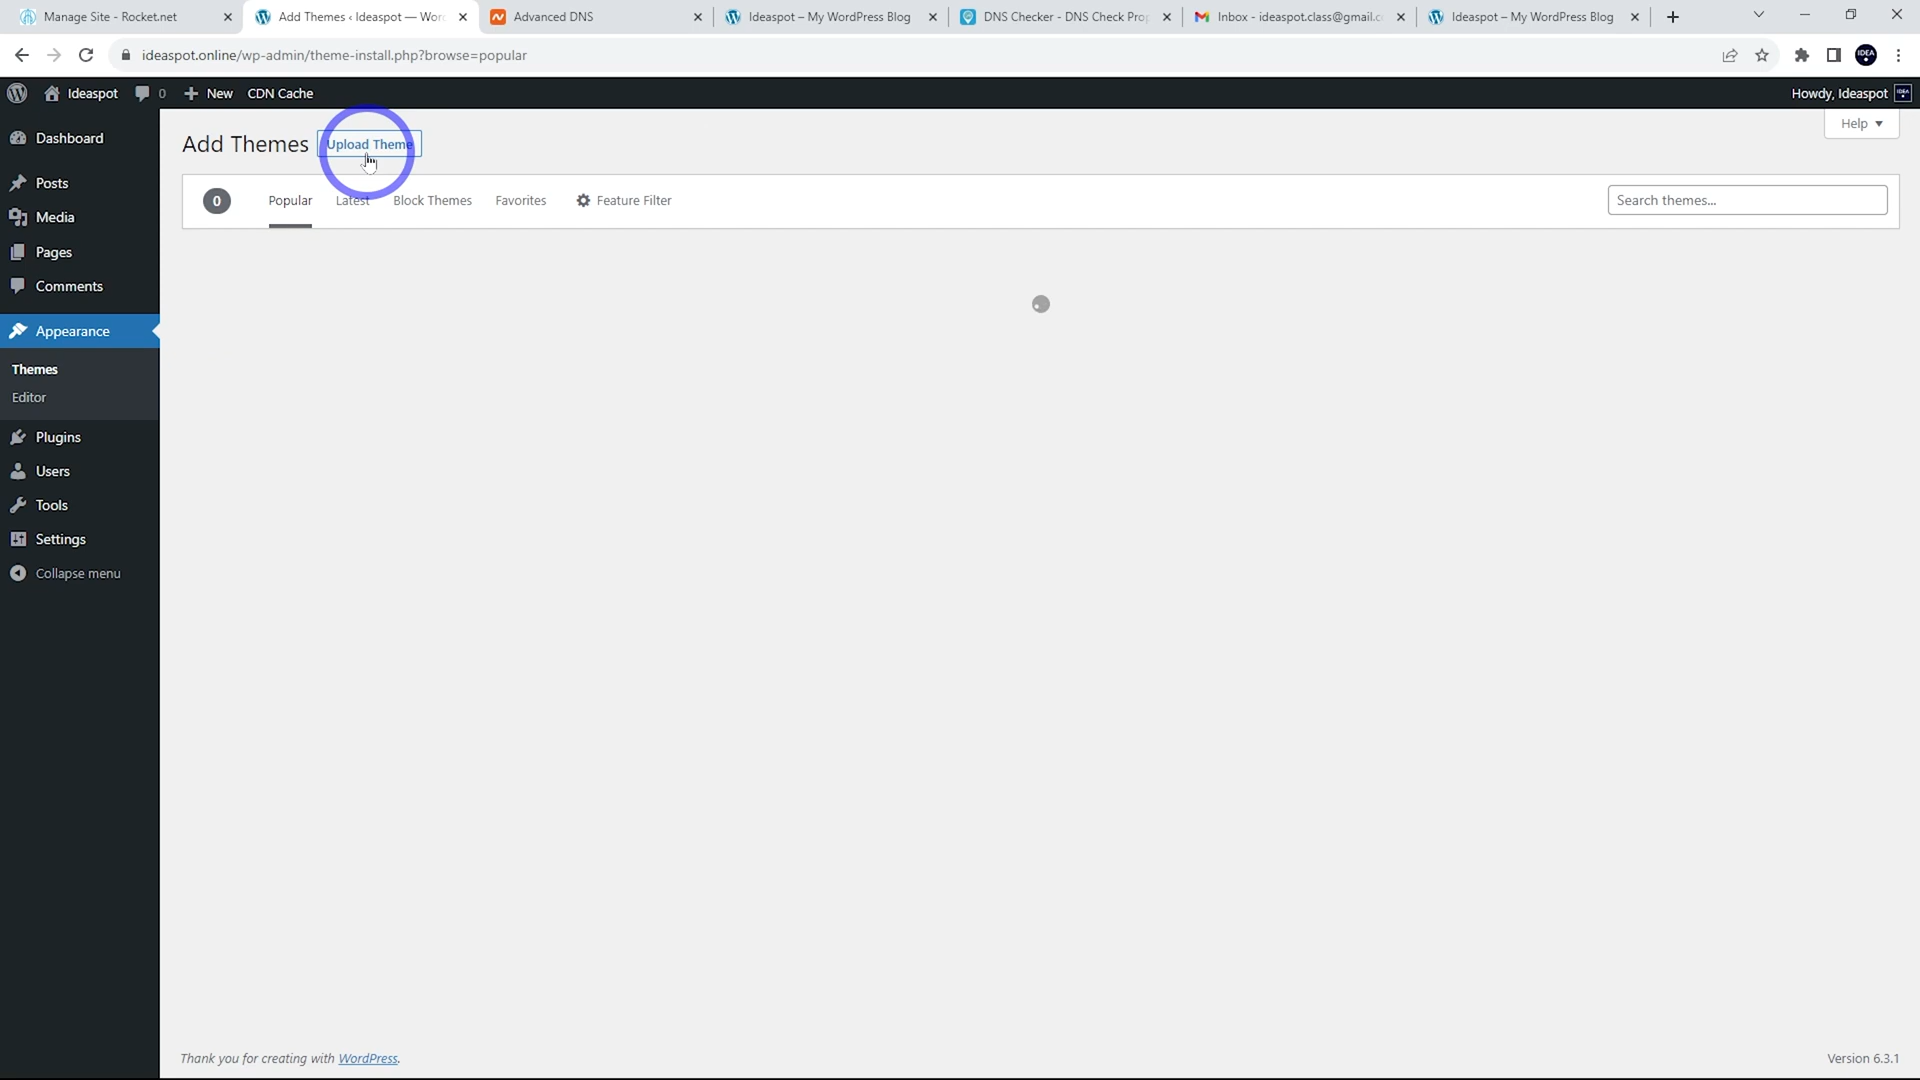 Manage Site - Rocket.net
Add Themes ‹ Ideaspot — Wor
Advanced DNS
Ideaspot – My WordPress Blog
DNS Checker - DNS Check Prop
Inbox - ideaspot.class@gmail.c
Ideaspot – My WordPress Blog
ideaspot.online/wp-admin/theme-install.php?browse=popular
IDEA
Ideaspot
0
New
CDN Cache
Howdy, Ideaspot
Help
Dashboard
Posts
Media
Pages
Comments
Appearance
Themes
Editor
Plugins
Users
Tools
Settings
Collapse menu
Add Themes
Upload Theme
0
Popular
Latest
Block Themes
Favorites
Feature Filter
Search themes...
Thank you for creating with WordPress.
Version 6.3.1